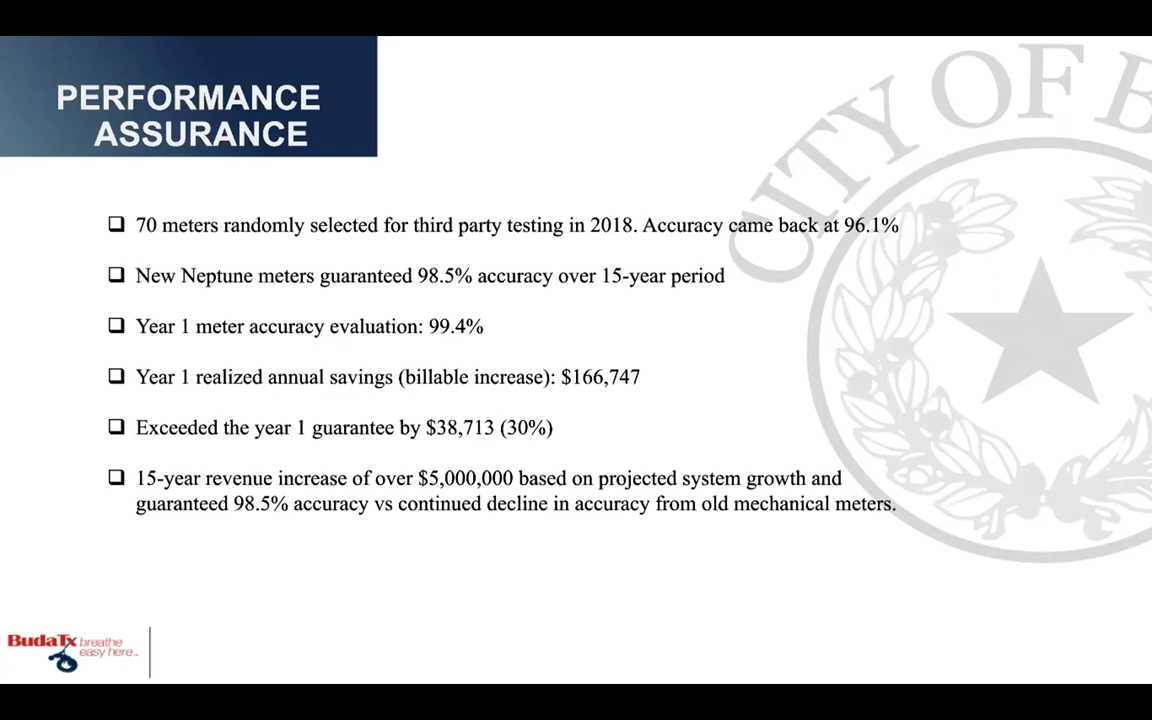 PERFORMANCE
ASSURANCE
CITY OF B
70 meters randomly selected for third party testing in 2018. Accuracy came back at 96.1%
New Neptune meters guaranteed 98.5% accuracy over 15-year period
Year 1 meter accuracy evaluation: 99.4%
Year 1 realized annual savings (billable increase): $166,747
Exceeded the year 1 guarantee by $38,713 (30%)
15-year revenue increase of over $5,000,000 based on projected system growth and
guaranteed 98.5% accuracy vs continued decline in accuracy from old mechanical meters.
BudaTx breathe
easy here